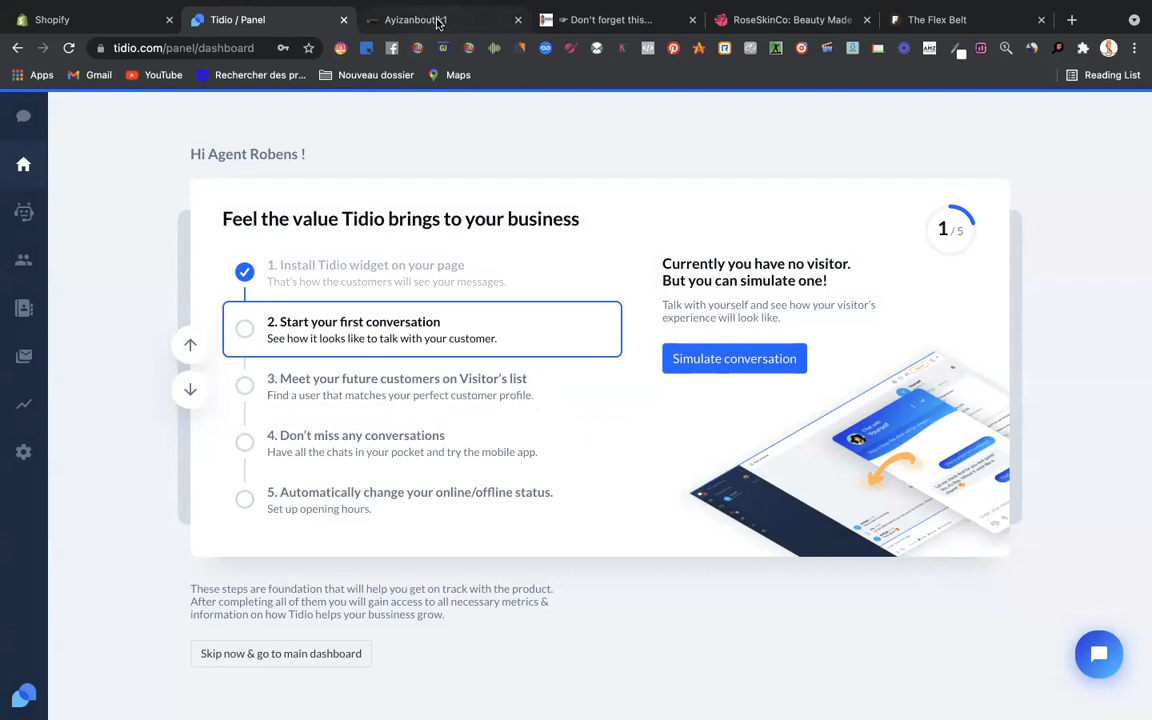 Shopify
Tidio / Panel
Ayizanboutik1
☞ Don't forget this...
RoseSkinCo: Beauty Made
The Flex Belt
tidio.com/panel/dashboard
Apps
Gmail
YouTube
Rechercher des pr...
Nouveau dossier
Maps
Reading List
Hi Agent Robens !
Feel the value Tidio brings to your business
1 / 5
1. Install Tidio widget on your page
That's how the customers will see your messages.
2. Start your first conversation
See how it looks like to talk with your customer.
3. Meet your future customers on Visitor's list
Find a user that matches your perfect customer profile.
4. Don't miss any conversations
Have all the chats in your pocket and try the mobile app.
5. Automatically change your online/offline status.
Set up opening hours.
Currently you have no visitor.
But you can simulate one!
Talk with yourself and see how your visitor's
experience will look like.
Simulate conversation
These steps are foundation that will help you get on track with the product.
After completing all of them you will gain access to all necessary metrics &
information on how Tidio helps your bussiness grow.
Skip now & go to main dashboard